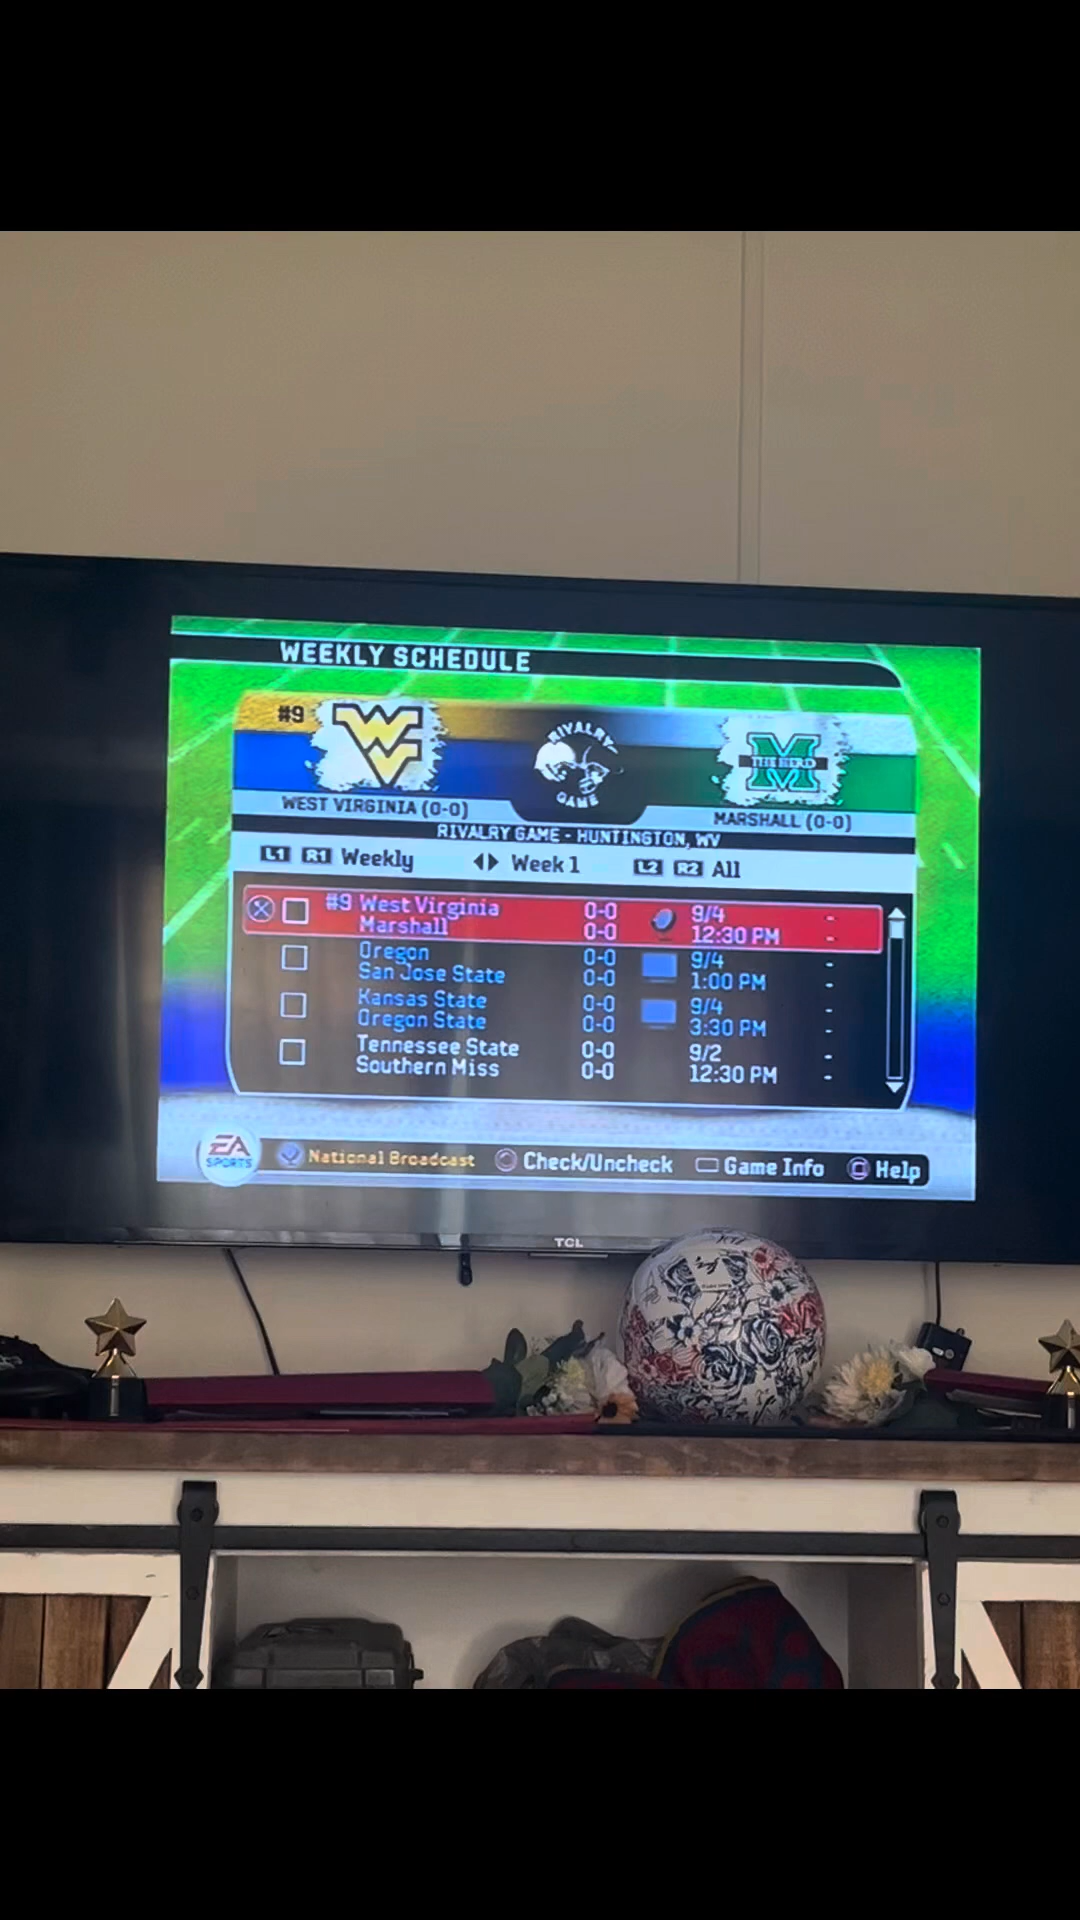 WEEKLY SCHEDULE
#9
RIVALRY
GAME
THE HERD
WEST VIRGINIA (0-0)
MARSHALL (0-0)
RIVALRY GAME - HUNTINGTON, WV
L1 R1 Weekly Week 1 L2 R2 All
#9 West Virginia 0-0 9/4 -
Marshall 0-0 12:30 PM -
Oregon 0-0 9/4 -
San Jose State 0-0 1:00 PM -
Kansas State 0-0 9/4 -
Oregon State 0-0 3:30 PM -
Tennessee State 0-0 9/2 -
Southern Miss 0-0 12:30 PM -
EA
SPORTS
National Broadcast Check/Uncheck Game Info Help
TCL